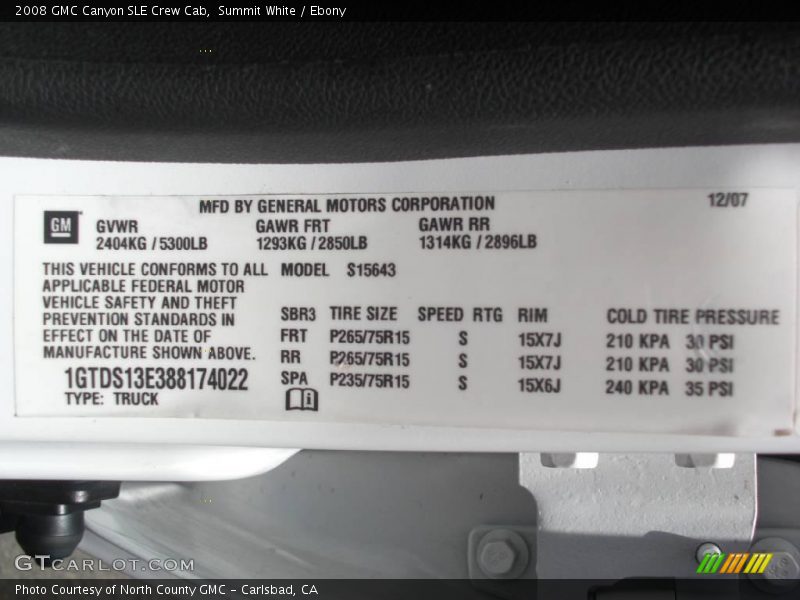 2008 GMC Canyon SLE Crew Cab, Summit White / Ebony
MFD BY GENERAL MOTORS CORPORATION 12/07
GM
GVWR GAWR FRT GAWR RR
2404KG / 5300LB 1293KG / 2850LB 1314KG / 2896LB
THIS VEHICLE CONFORMS TO ALL
APPLICABLE FEDERAL MOTOR
VEHICLE SAFETY AND THEFT
PREVENTION STANDARDS IN
EFFECT ON THE DATE OF
MANUFACTURE SHOWN ABOVE.
1GTDS13E388174022
TYPE: TRUCK
MODEL S15643
SBR3 TIRE SIZE SPEED RTG RIM COLD TIRE PRESSURE
FRT P265/75R15 S 15X7J 210 KPA 30 PSI
RR P265/75R15 S 15X7J 210 KPA 30 PSI
SPA P235/75R15 S 15X6J 240 KPA 35 PSI
GTCARLOT.COM
Photo Courtesy of North County GMC - Carlsbad, CA